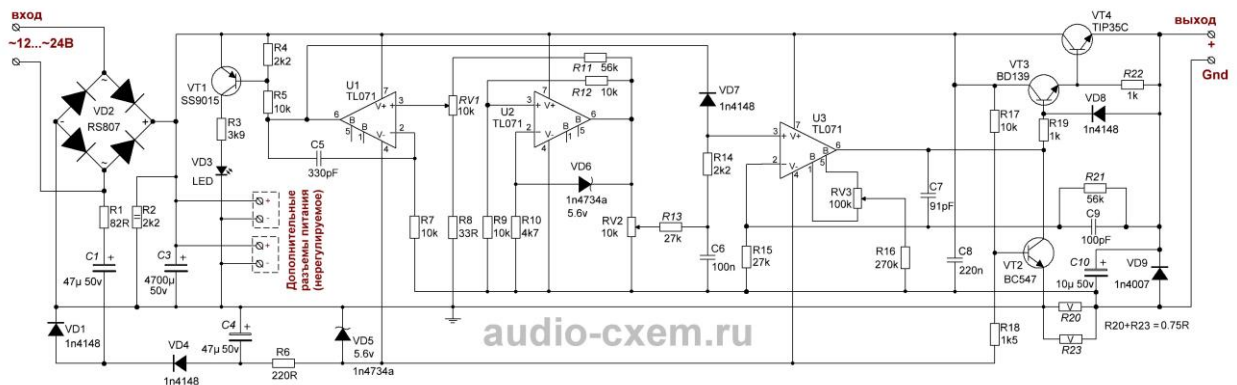 вход
~12...~24В
VD2
RS807
VT1
SS9015
R3
3k9
VD3
LED
R4
2k2
R5
10k
U1
TL071
C5
330pF
RV1
10k
R11
56k
R12
10k
U2
TL071
VD6
1n4734a
5.6v
VD7
1n4148
U3
TL071
R14
2k2
RV2
10k
R13
27k
C6
100n
R15
27k
RV3
100k
R16
270k
C7
91pF
C8
220n
R17
10k
VT4
TIP35C
VT3
BD139
R22
1k
VD8
1n4148
R19
1k
R21
56k
C9
100pF
VT2
BC547
C10
10µ 50v
VD9
1n4007
выход
+
Gnd
R1
82R
R2
2k2
C1
47µ 50v
C3
4700µ
50v
Дополнительные
разъемы питания
(нерегулируемое)
R7
10k
R8
33R
R9
10k
R10
4k7
VD1
1n4148
VD4
1n4148
C4
47µ 50v
R6
220R
VD5
5.6v
1n4734a
R18
1k5
R20
R23
R20+R23 = 0.75R
audio-cxem.ru